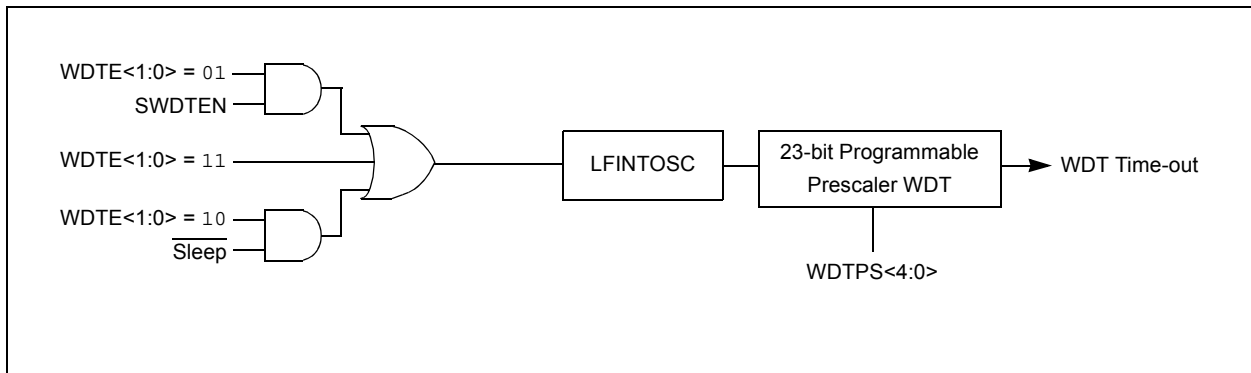 WDTE<1:0> = 01
SWDTEN
WDTE<1:0> = 11
WDTE<1:0> = 10
Sleep
LFINTOSC
23-bit Programmable
Prescaler WDT
WDT Time-out
WDTPS<4:0>